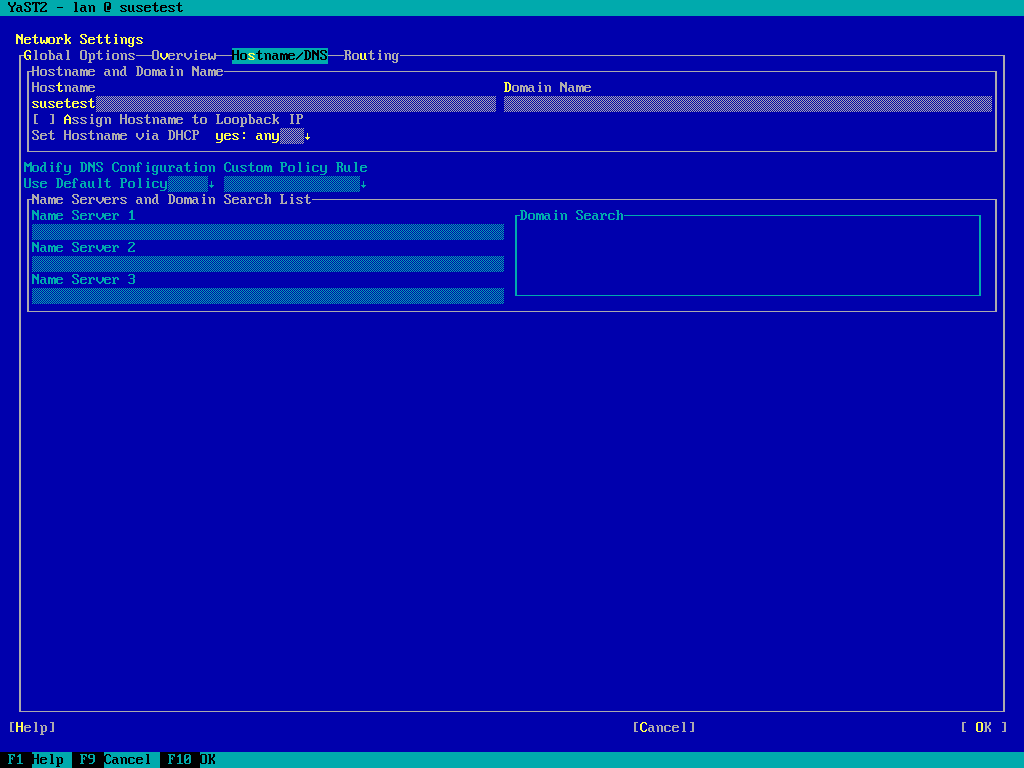 YaST2 - lan @ susetest
Network Settings
Global Options Overview Hostname/DNS Routing
Hostname and Domain Name
Hostname Domain Name
susetest
[ ] Assign Hostname to Loopback IP
Set Hostname via DHCP yes: any ↓
Modify DNS Configuration Custom Policy Rule
Use Default Policy ↓ ↓
Name Servers and Domain Search List
Name Server 1 Domain Search
Name Server 2
Name Server 3
[Help] [Cancel] [ OK ]
F1 Help F9 Cancel F10 OK